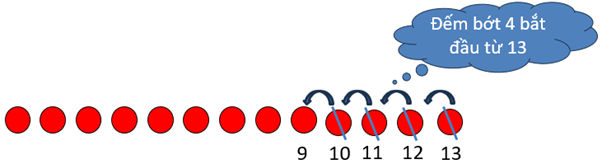 Đếm bớt 4 bắt
đầu từ 13
9 10 11 12 13